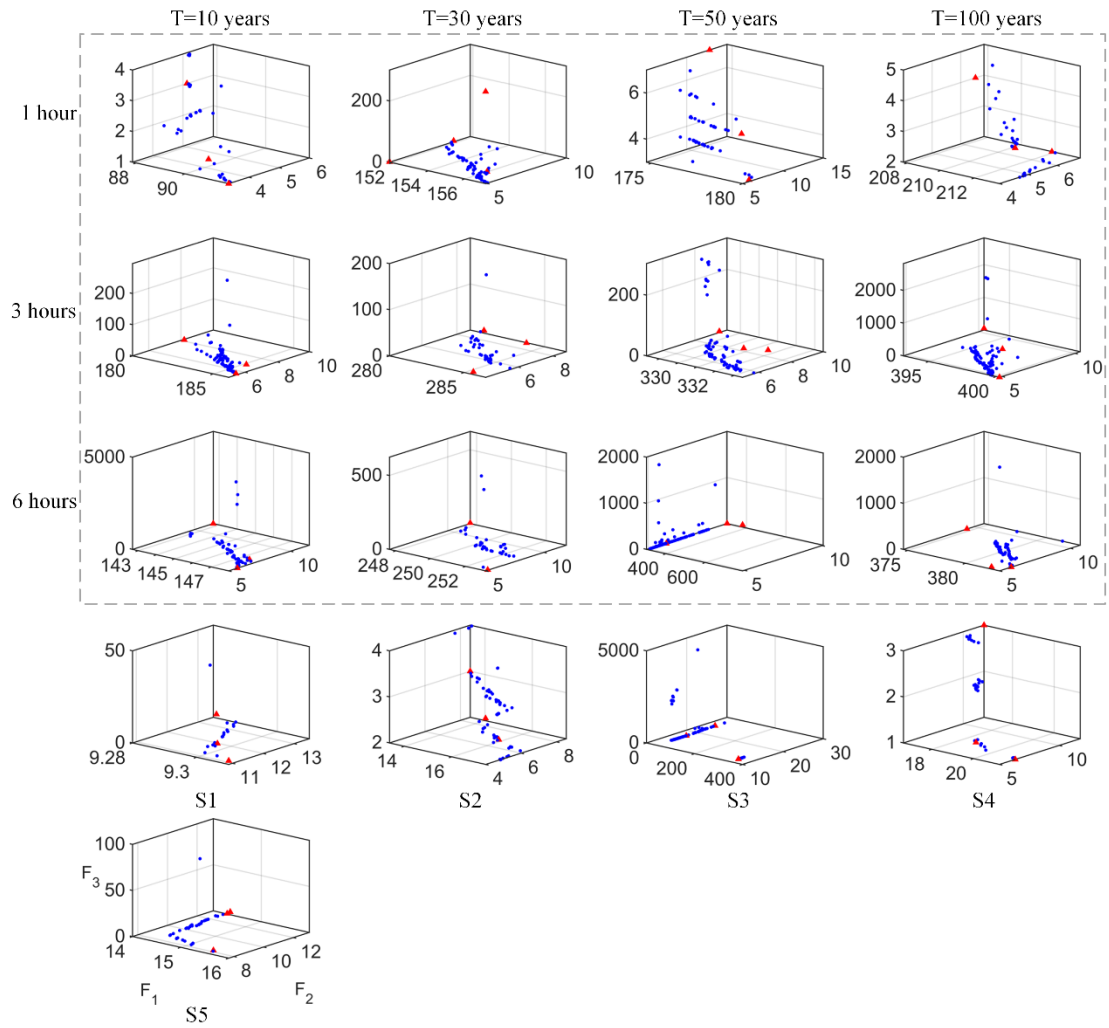 T=10 years T=30 years T=50 years T=100 years
1 hour
4 3 2 1 88 90 4 5 6
200 0 152 154 156 5 10
6 4 175 180 5 10 15
5 4 3 2 208 210 212 4 5 6
3 hours
200 100 0 180 185 6 8 10
200 100 0 280 285 6 8
200 0 330 332 6 8 10
2000 1000 0 395 400 5 10
6 hours
5000 0 143 145 147 5 10
500 0 248 250 252 5 10
2000 1000 0 400 600 5 10
2000 1000 0 375 380 5 10
50 0 9.28 9.3 11 12 13
4 3 2 14 16 4 6 8
5000 0 0 200 400 10 20 30
3 2 1 18 20 5 10
S1 S2 S3 S4
100 50 0 14 15 16 8 10 12
F3
F1 F2
S5